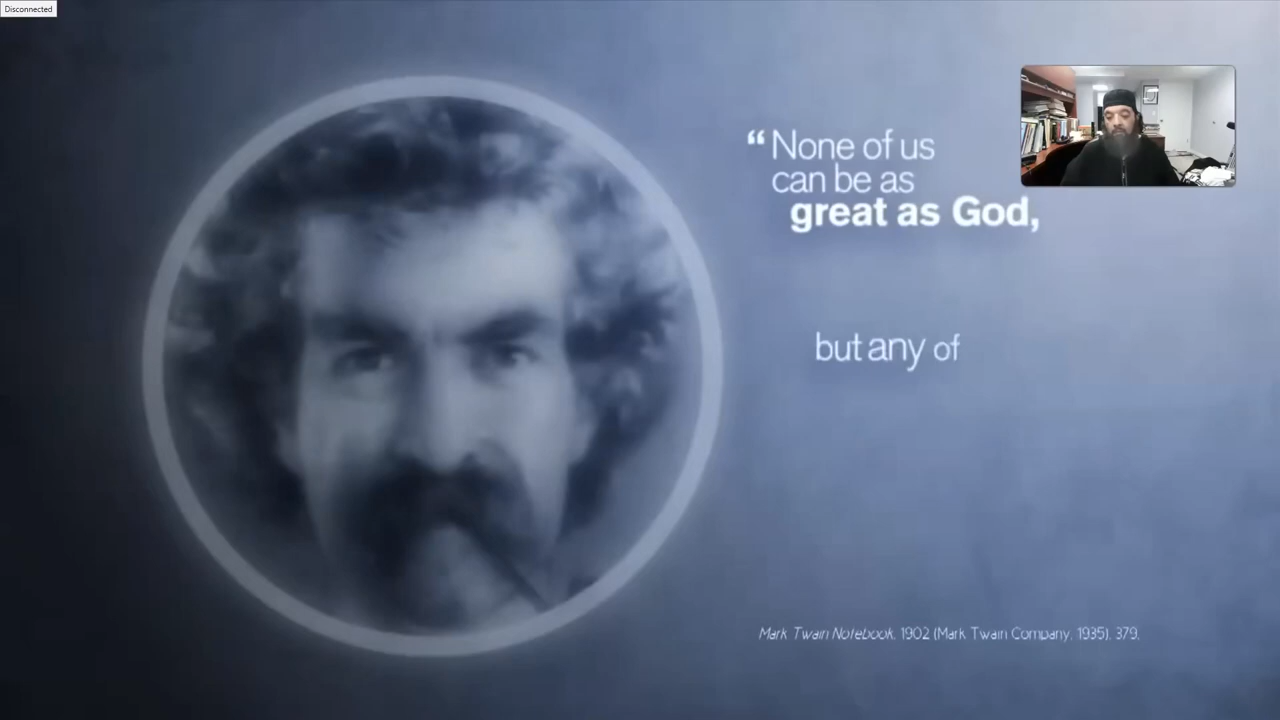 Disconnected
“ None of us
can be as
great as God,
but any of
Mark Twain Notebook, 1902 (Mark Twain Company, 1935), 379.